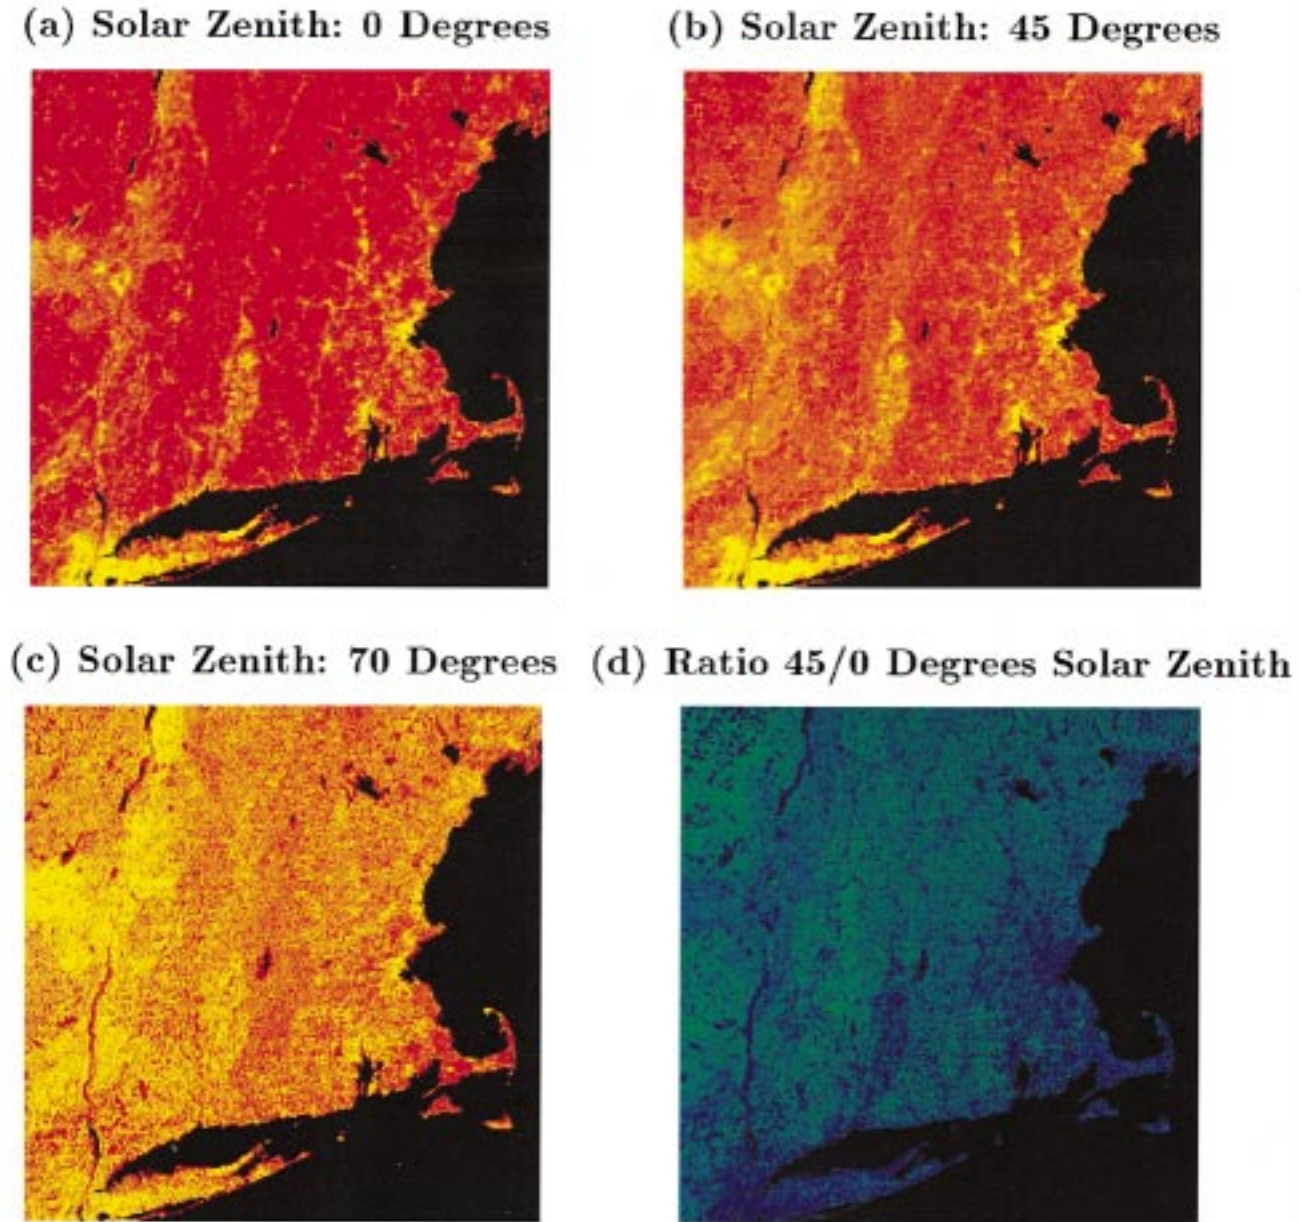 (a) Solar Zenith: 0 Degrees
(b) Solar Zenith: 45 Degrees
(c) Solar Zenith: 70 Degrees
(d) Ratio 45/0 Degrees Solar Zenith